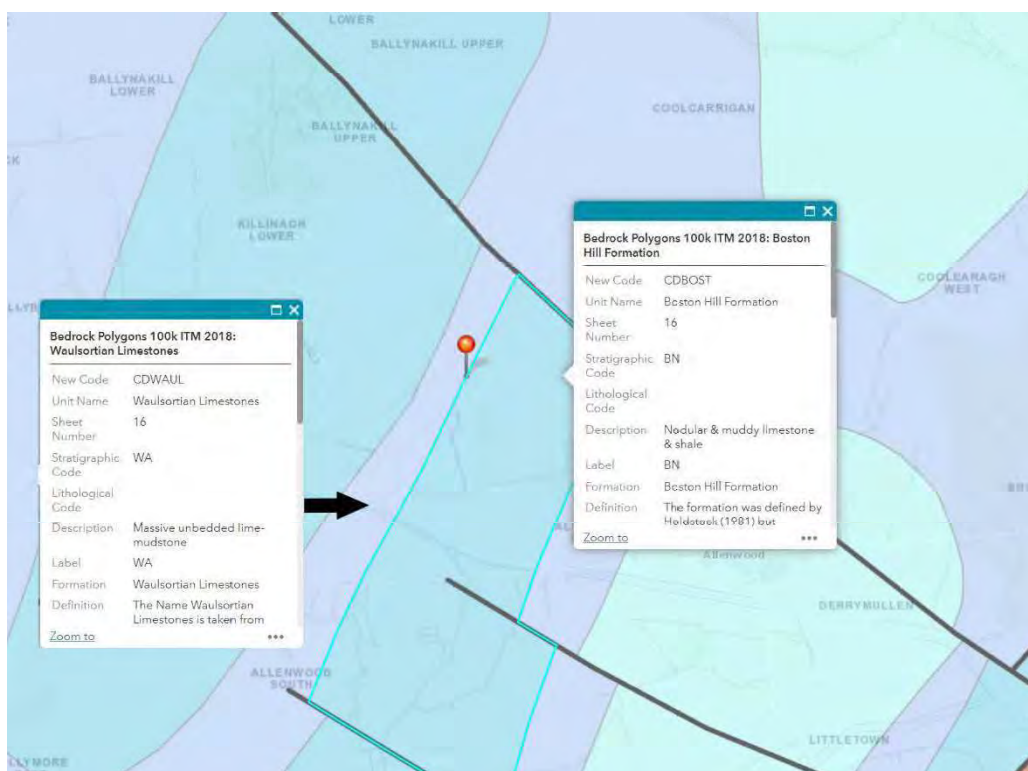 LOWER
BALLYNAKILL UPPER
BALLYNAKILL
LOWER
COOLCARRIGAN
BALLYNAKILL
UPPER
KILLINAGH
LOWER
COOLEARAGH
WEST
Bedrock Polygons 100k ITM 2018: Boston
Hill Formation
New Code CDBOST
Unit Name Boston Hill Formation
Sheet
Number 16
Stratigraphic
Code BN
Lithological
Code
Description Nodular & muddy limestone
& shale
Label BN
Formation Boston Hill Formation
Definition The formation was defined by
Holdstock (1981) but
Zoom to
Bedrock Polygons 100k ITM 2018:
Waulsortian Limestones
New Code CDWAUL
Unit Name Waulsortian Limestones
Sheet
Number 16
Stratigraphic
Code WA
Lithological
Code
Description Massive unbedded lime-
mudstone
Label WA
Formation Waulsortian Limestones
Definition The Name Waulsortian
Limestones is taken from
Zoom to
Allenwood
DERRYMULLEN
ALLENWOOD
SOUTH
LITTLETOWN
LLYMORE